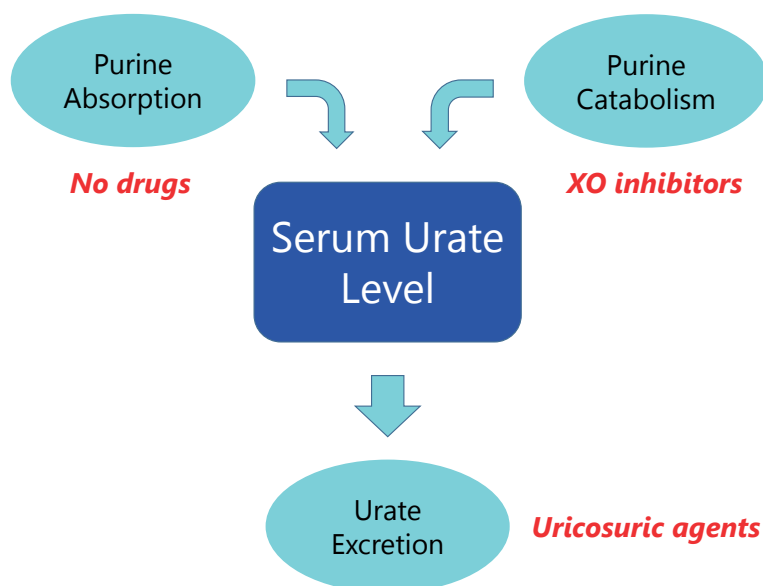 Purine
Absorption
Purine
Catabolism
No drugs
XO inhibitors
Serum Urate
Level
Urate
Excretion
Uricosuric agents